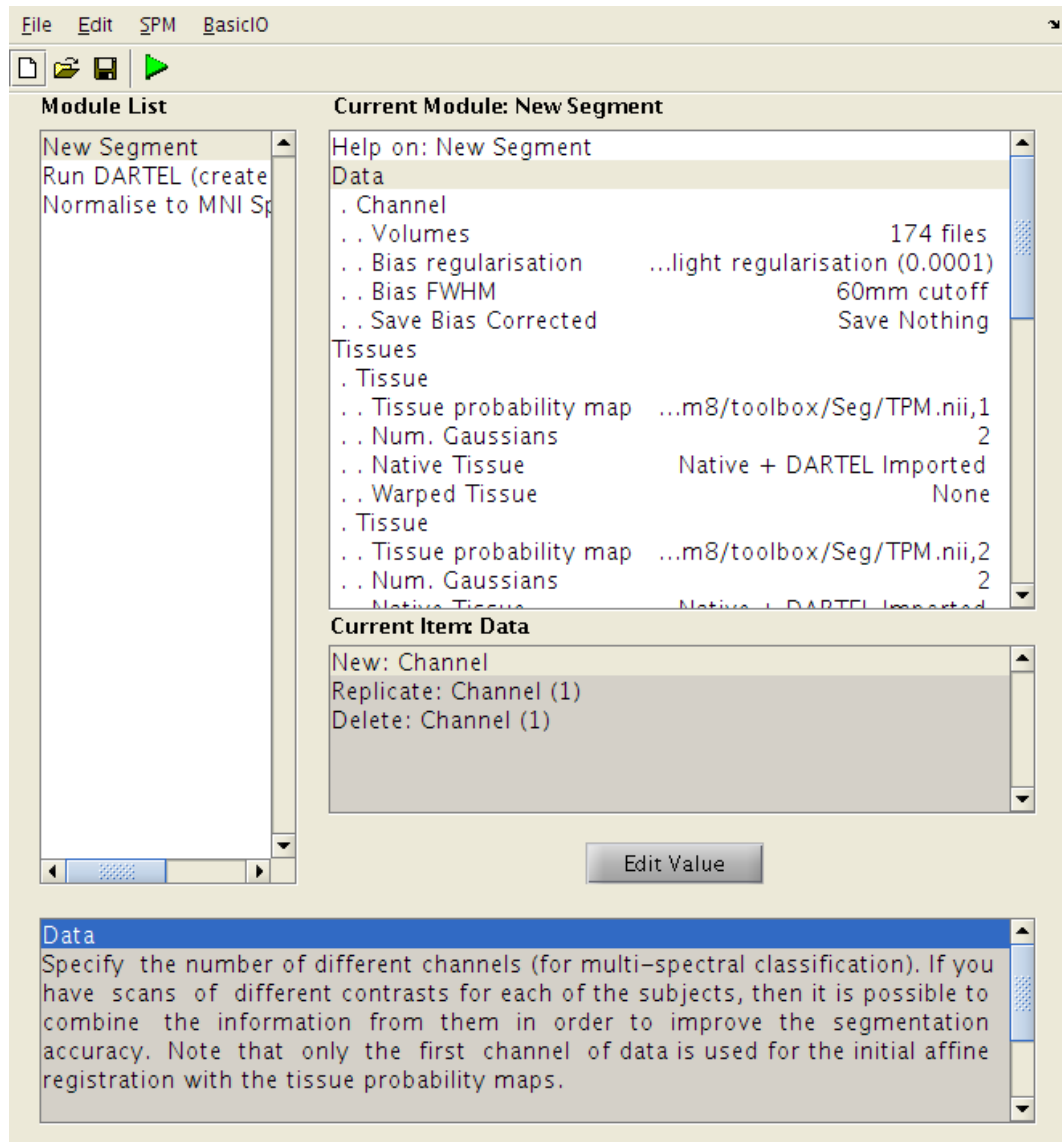 File Edit SPM BasicIO
Module List
New Segment
Run DARTEL (create
Normalise to MNI Sp
Current Module: New Segment
Help on: New Segment
Data
. Channel
. . Volumes 174 files
. . Bias regularisation ...light regularisation (0.0001)
. . Bias FWHM 60mm cutoff
. . Save Bias Corrected Save Nothing
Tissues
. Tissue
. . Tissue probability map ...m8/toolbox/Seg/TPM.nii,1
. . Num. Gaussians 2
. . Native Tissue Native + DARTEL Imported
. . Warped Tissue None
. Tissue
. . Tissue probability map ...m8/toolbox/Seg/TPM.nii,2
. . Num. Gaussians 2
. . Native Tissue Native + DARTEL Imported
Current Item: Data
New: Channel
Replicate: Channel (1)
Delete: Channel (1)
Edit Value
Data
Specify the number of different channels (for multi–spectral classification). If you
have scans of different contrasts for each of the subjects, then it is possible to
combine the information from them in order to improve the segmentation
accuracy. Note that only the first channel of data is used for the initial affine
registration with the tissue probability maps.